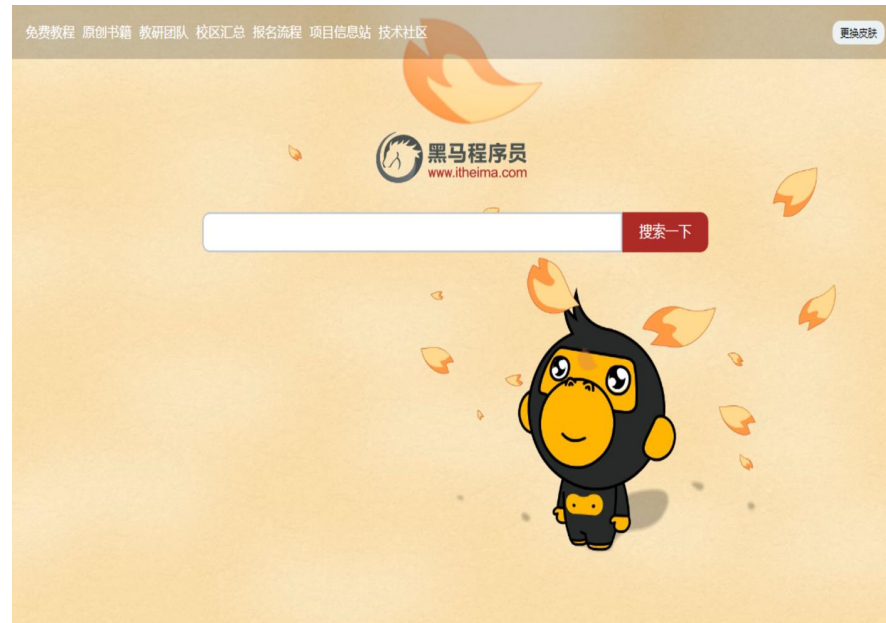 免费教程 原创书籍 教研团队 校区汇总 报名流程 项目信息站 技术社区
更换皮肤
黑马程序员
www.itheima.com
搜索一下